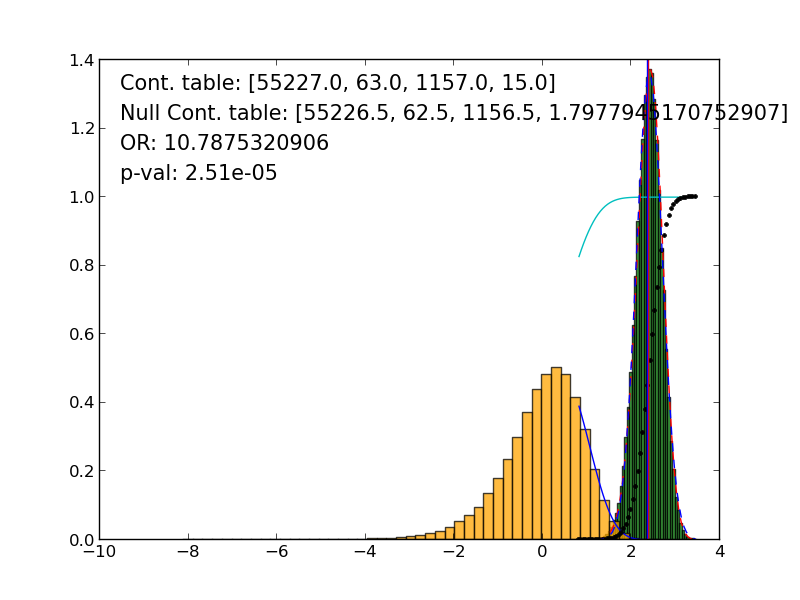 1.4
Cont. table: [55227.0, 63.0, 1157.0, 15.0]
Null Cont. table: [55226.5, 62.5, 1156.5, 1.7977945170752907]
1.2
OR: 10.7875320906
p-val: 2.51e-05
1.0
0.8
0.6
0.4
0.2
0.0
−10 −8 −6 −4 −2 0 2 4